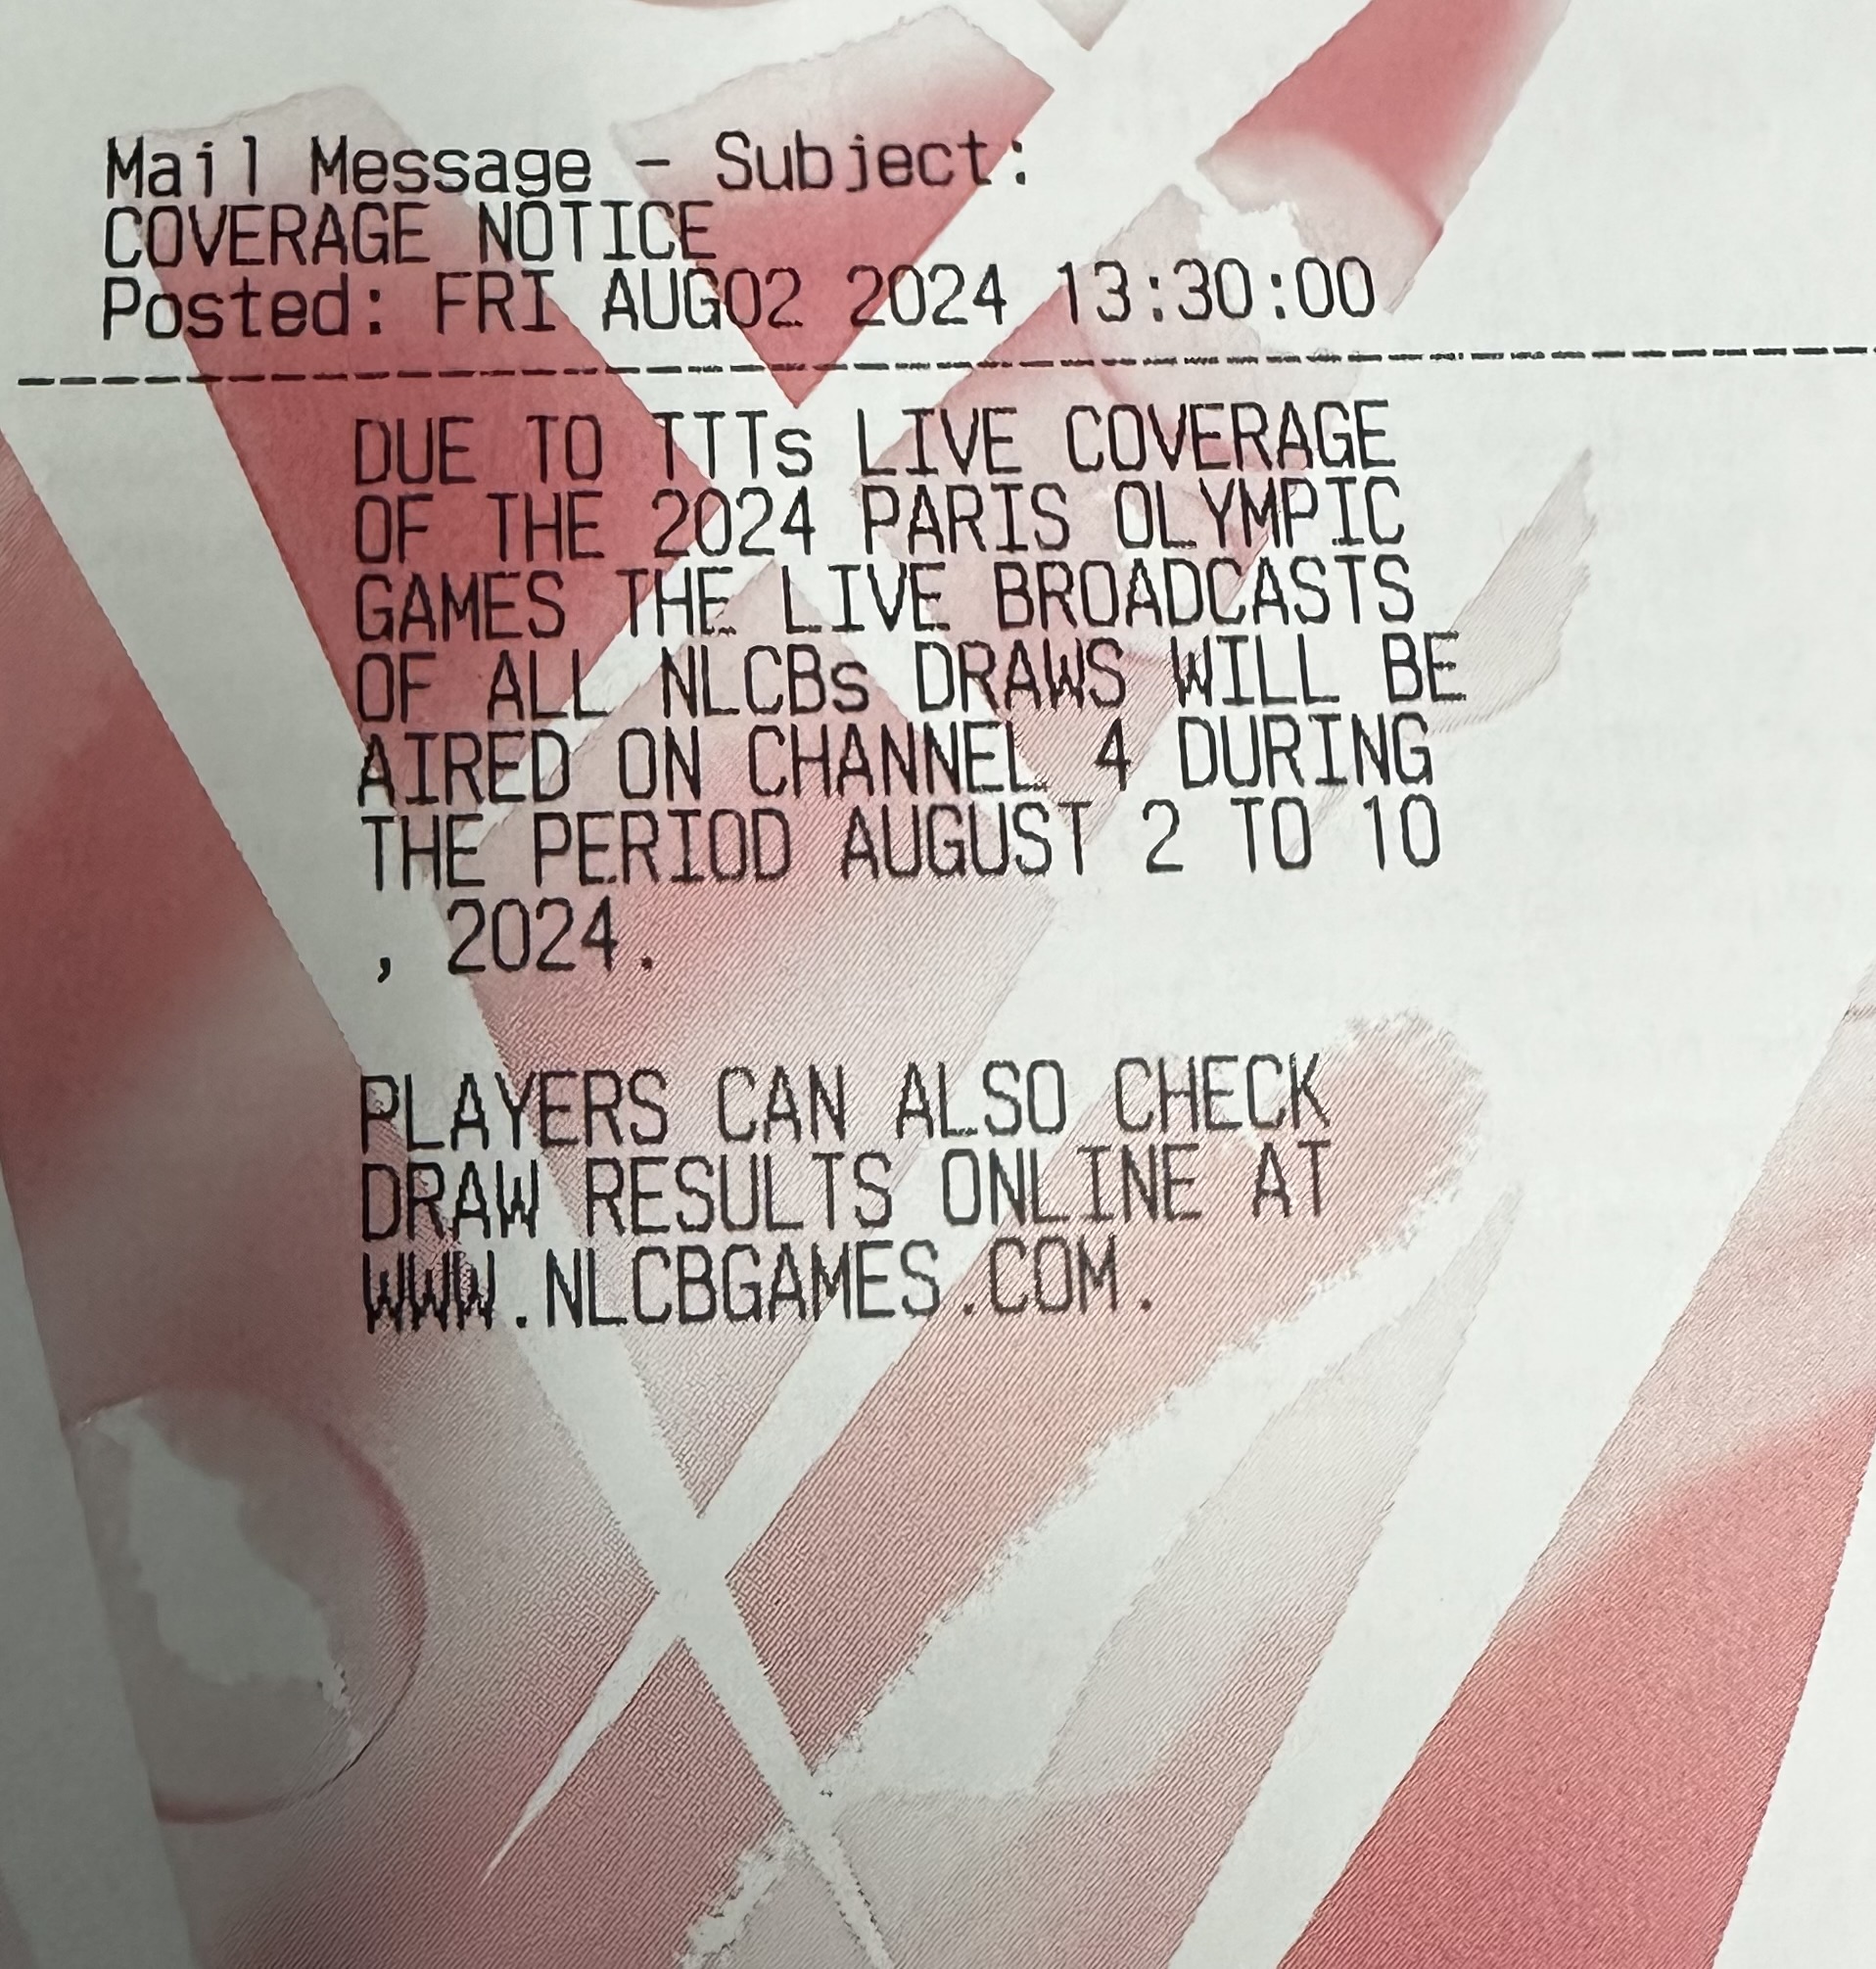 Mail Message - Subject:
COVERAGE NOTICE
Posted: FRI AUG02 2024 13:30:00
DUE TO TTTs LIVE COVERAGE
OF THE 2024 PARIS OLYMPIC
GAMES THE LIVE BROADCASTS
OF ALL NLCBs DRAWS WILL BE
AIRED ON CHANNEL 4 DURING
THE PERIOD AUGUST 2 TO 10
, 2024.
PLAYERS CAN ALSO CHECK
DRAW RESULTS ONLINE AT
WWW.NLCBGAMES.COM.